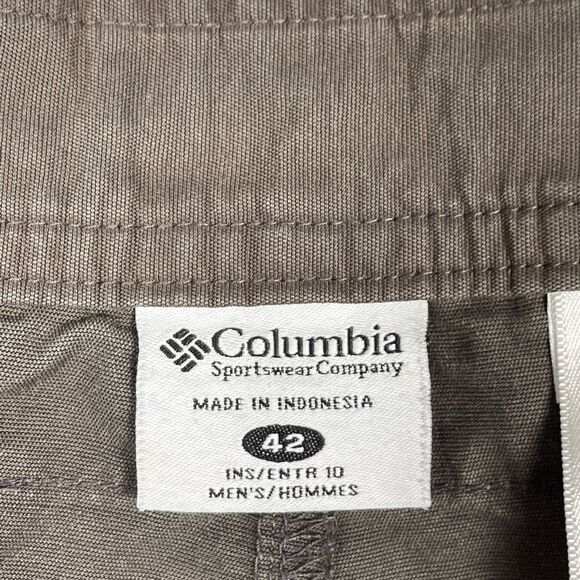 Columbia
Sportswear Company
MADE IN INDONESIA
42
INS/ENTR 10
MEN'S/HOMMES